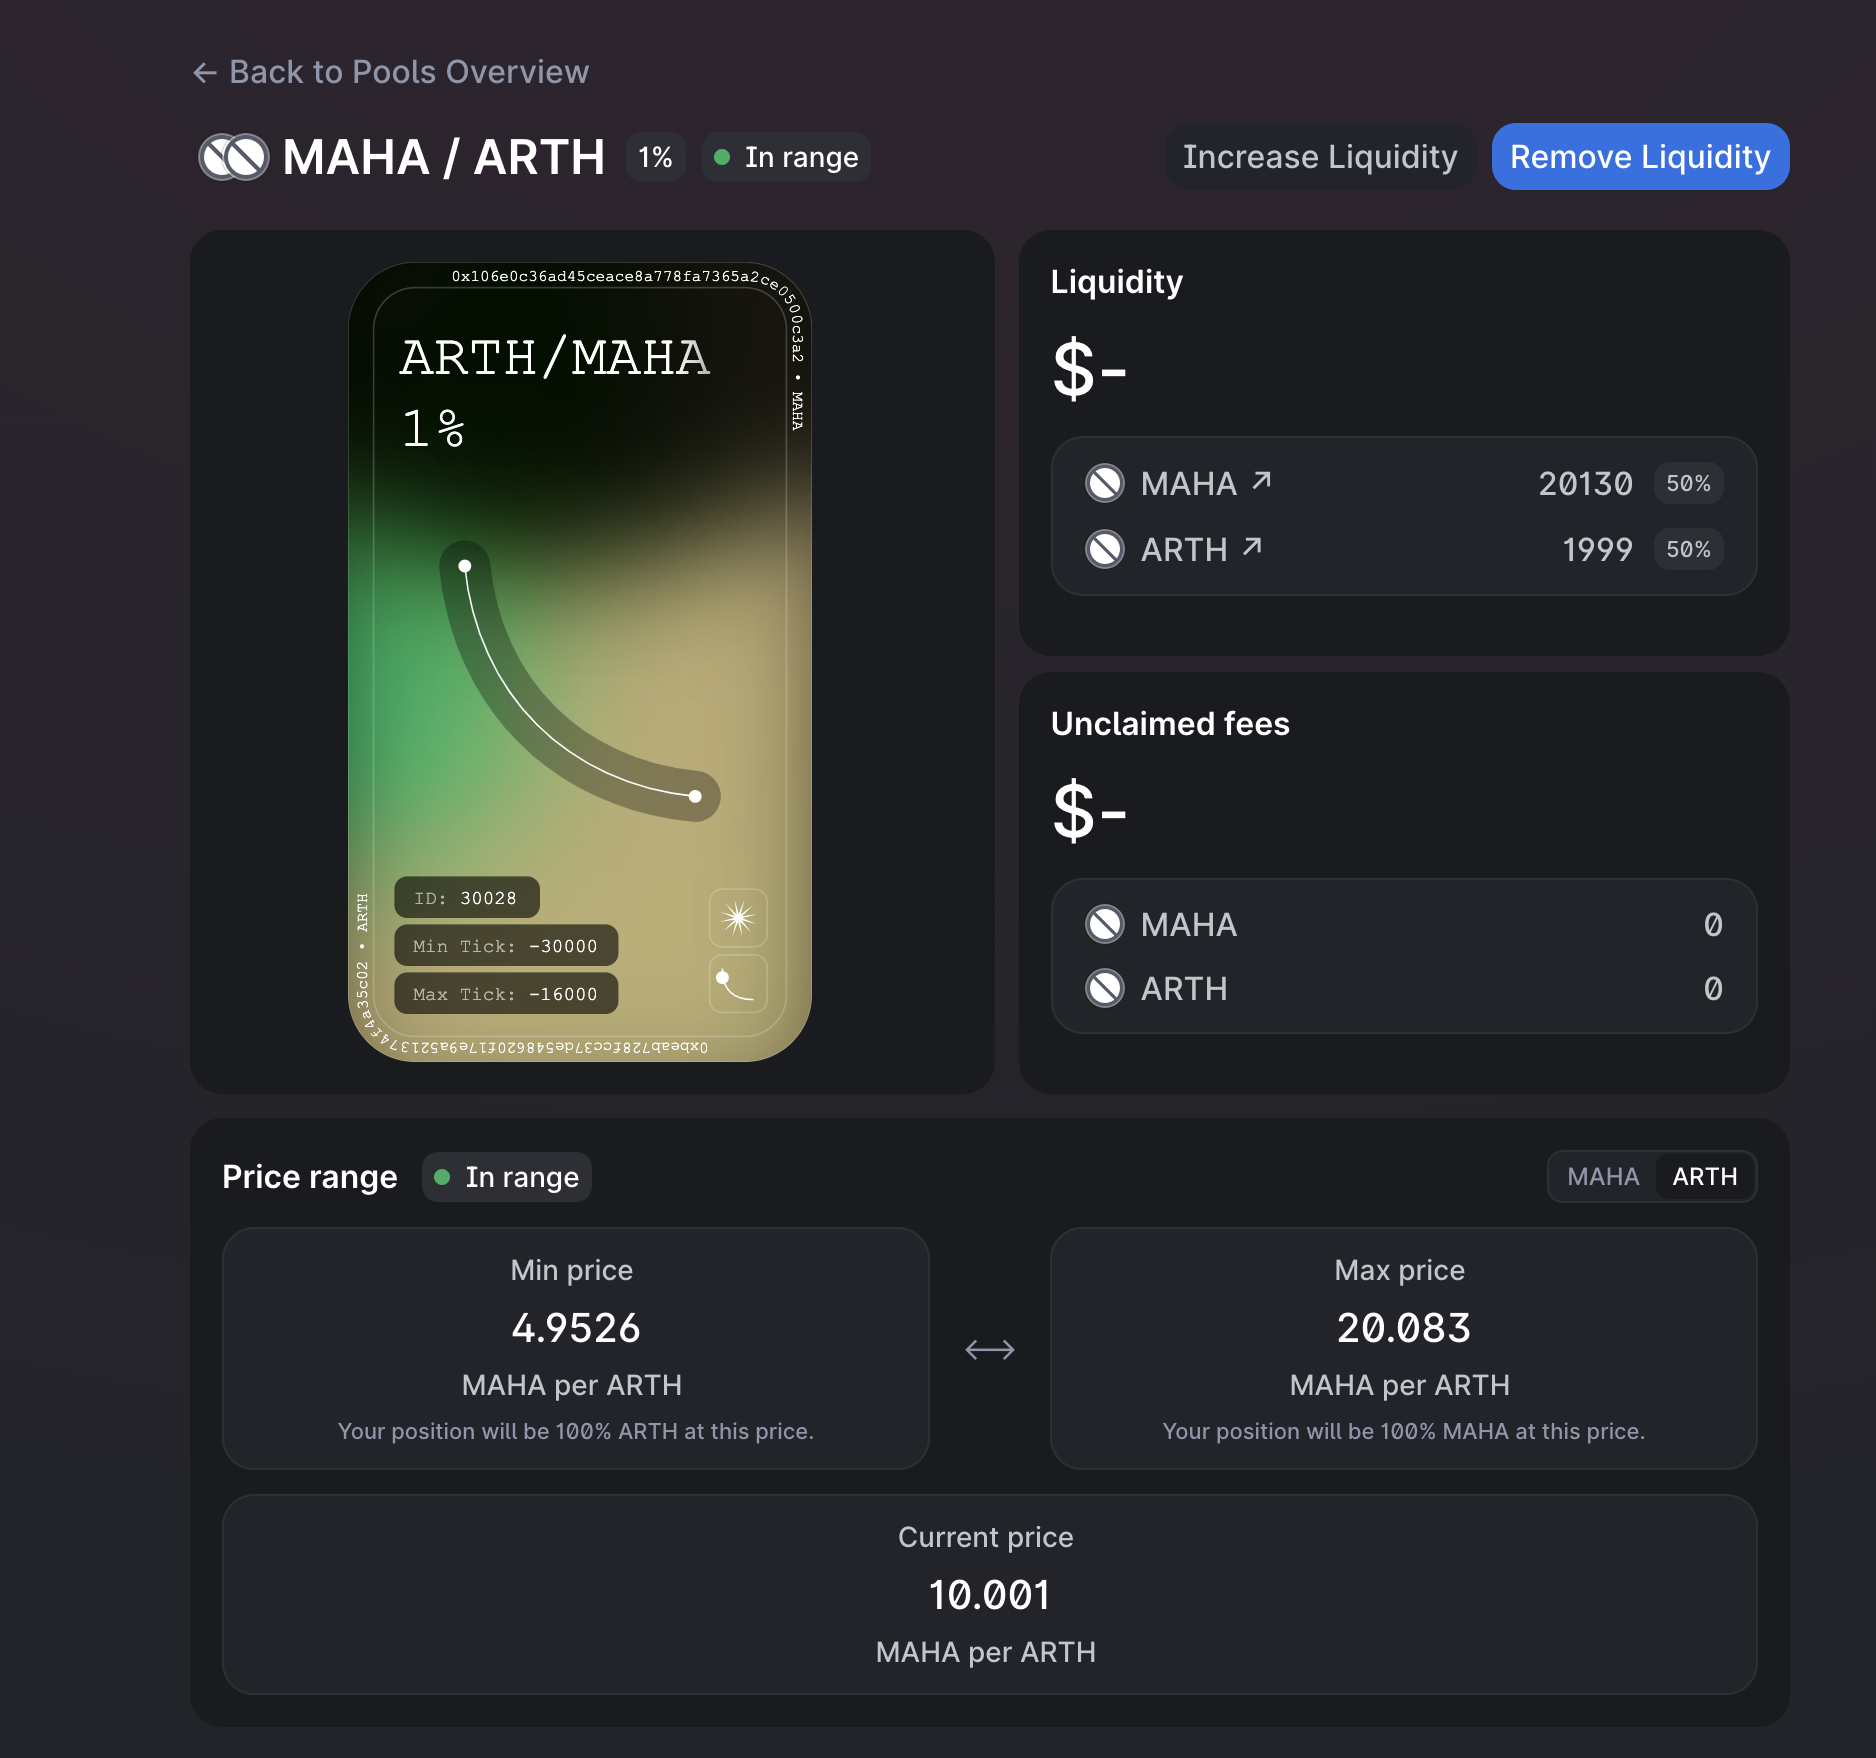 ← Back to Pools Overview
MAHA / ARTH 1% In range
Increase Liquidity Remove Liquidity
0x106e0c36ad45ceace8a778fa7365a2ce0500c3a2 • MAHA
ARTH/MAHA
1%
ID: 30028
Min Tick: -30000
Max Tick: -16000
0xbeab728fcc37de548620f17e9a521374f4a35c02 • ARTH
Liquidity
$-
MAHA ↗ 20130 50%
ARTH ↗ 1999 50%
Unclaimed fees
$-
MAHA 0
ARTH 0
Price range In range
MAHA ARTH
Min price
4.9526
MAHA per ARTH
Your position will be 100% ARTH at this price.
Max price
20.083
MAHA per ARTH
Your position will be 100% MAHA at this price.
Current price
10.001
MAHA per ARTH